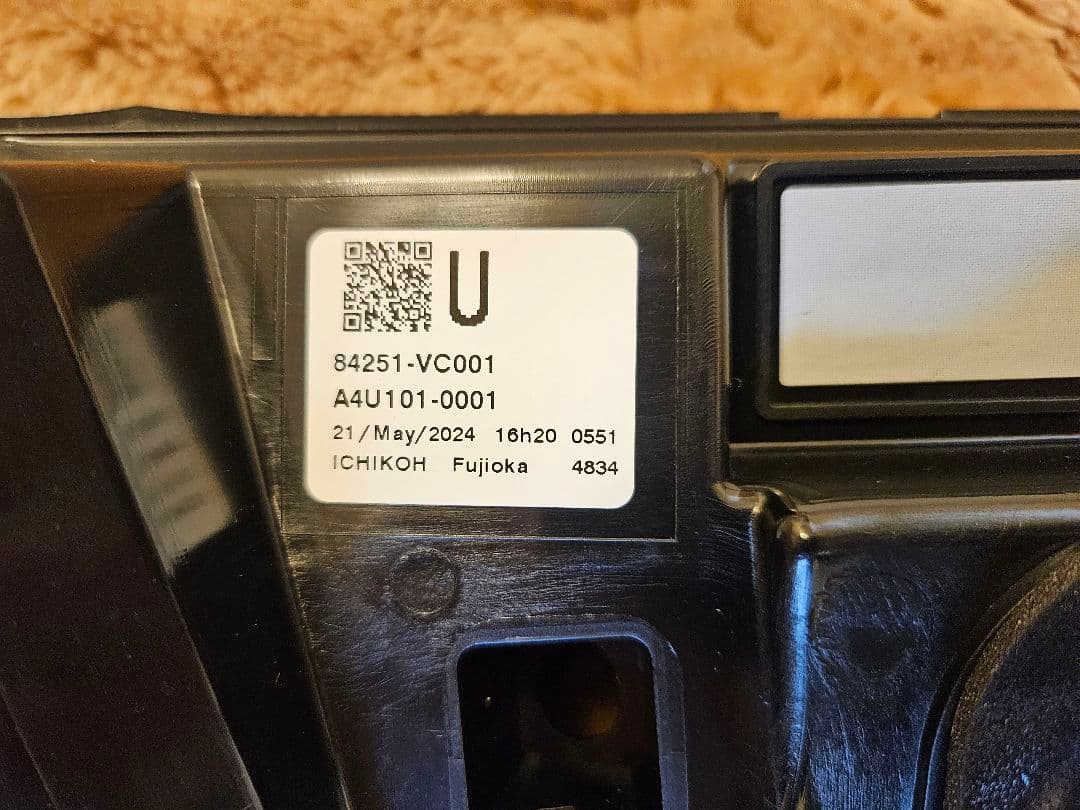 U
84251-VC001
A4U101-0001
21/May/2024 16h20 0551
ICHIKOH Fujioka 4834